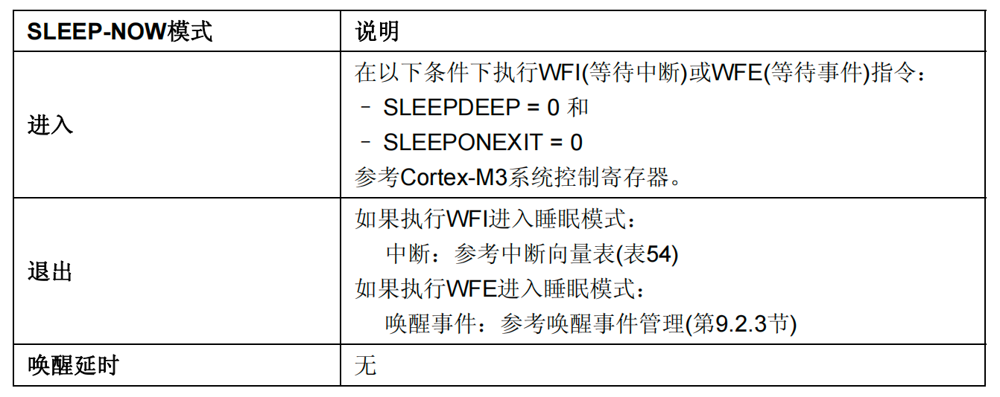 SLEEP-NOW模式
说明
进入
在以下条件下执行WFI(等待中断)或WFE(等待事件)指令：
– SLEEPDEEP = 0 和
– SLEEPONEXIT = 0
参考Cortex-M3系统控制寄存器。
退出
如果执行WFI进入睡眠模式：
中断：参考中断向量表(表54)
如果执行WFE进入睡眠模式：
唤醒事件：参考唤醒事件管理(第9.2.3节)
唤醒延时
无